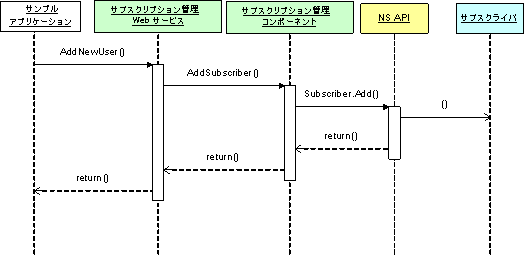 サンプル
アプリケーション
サブスクリプション管理
Web サービス
サブスクリプション管理
コンポーネント
NS API
サブスクライバ
AddNewUser()
AddSubscriber()
Subscriber.Add()
()
return()
return()
return()